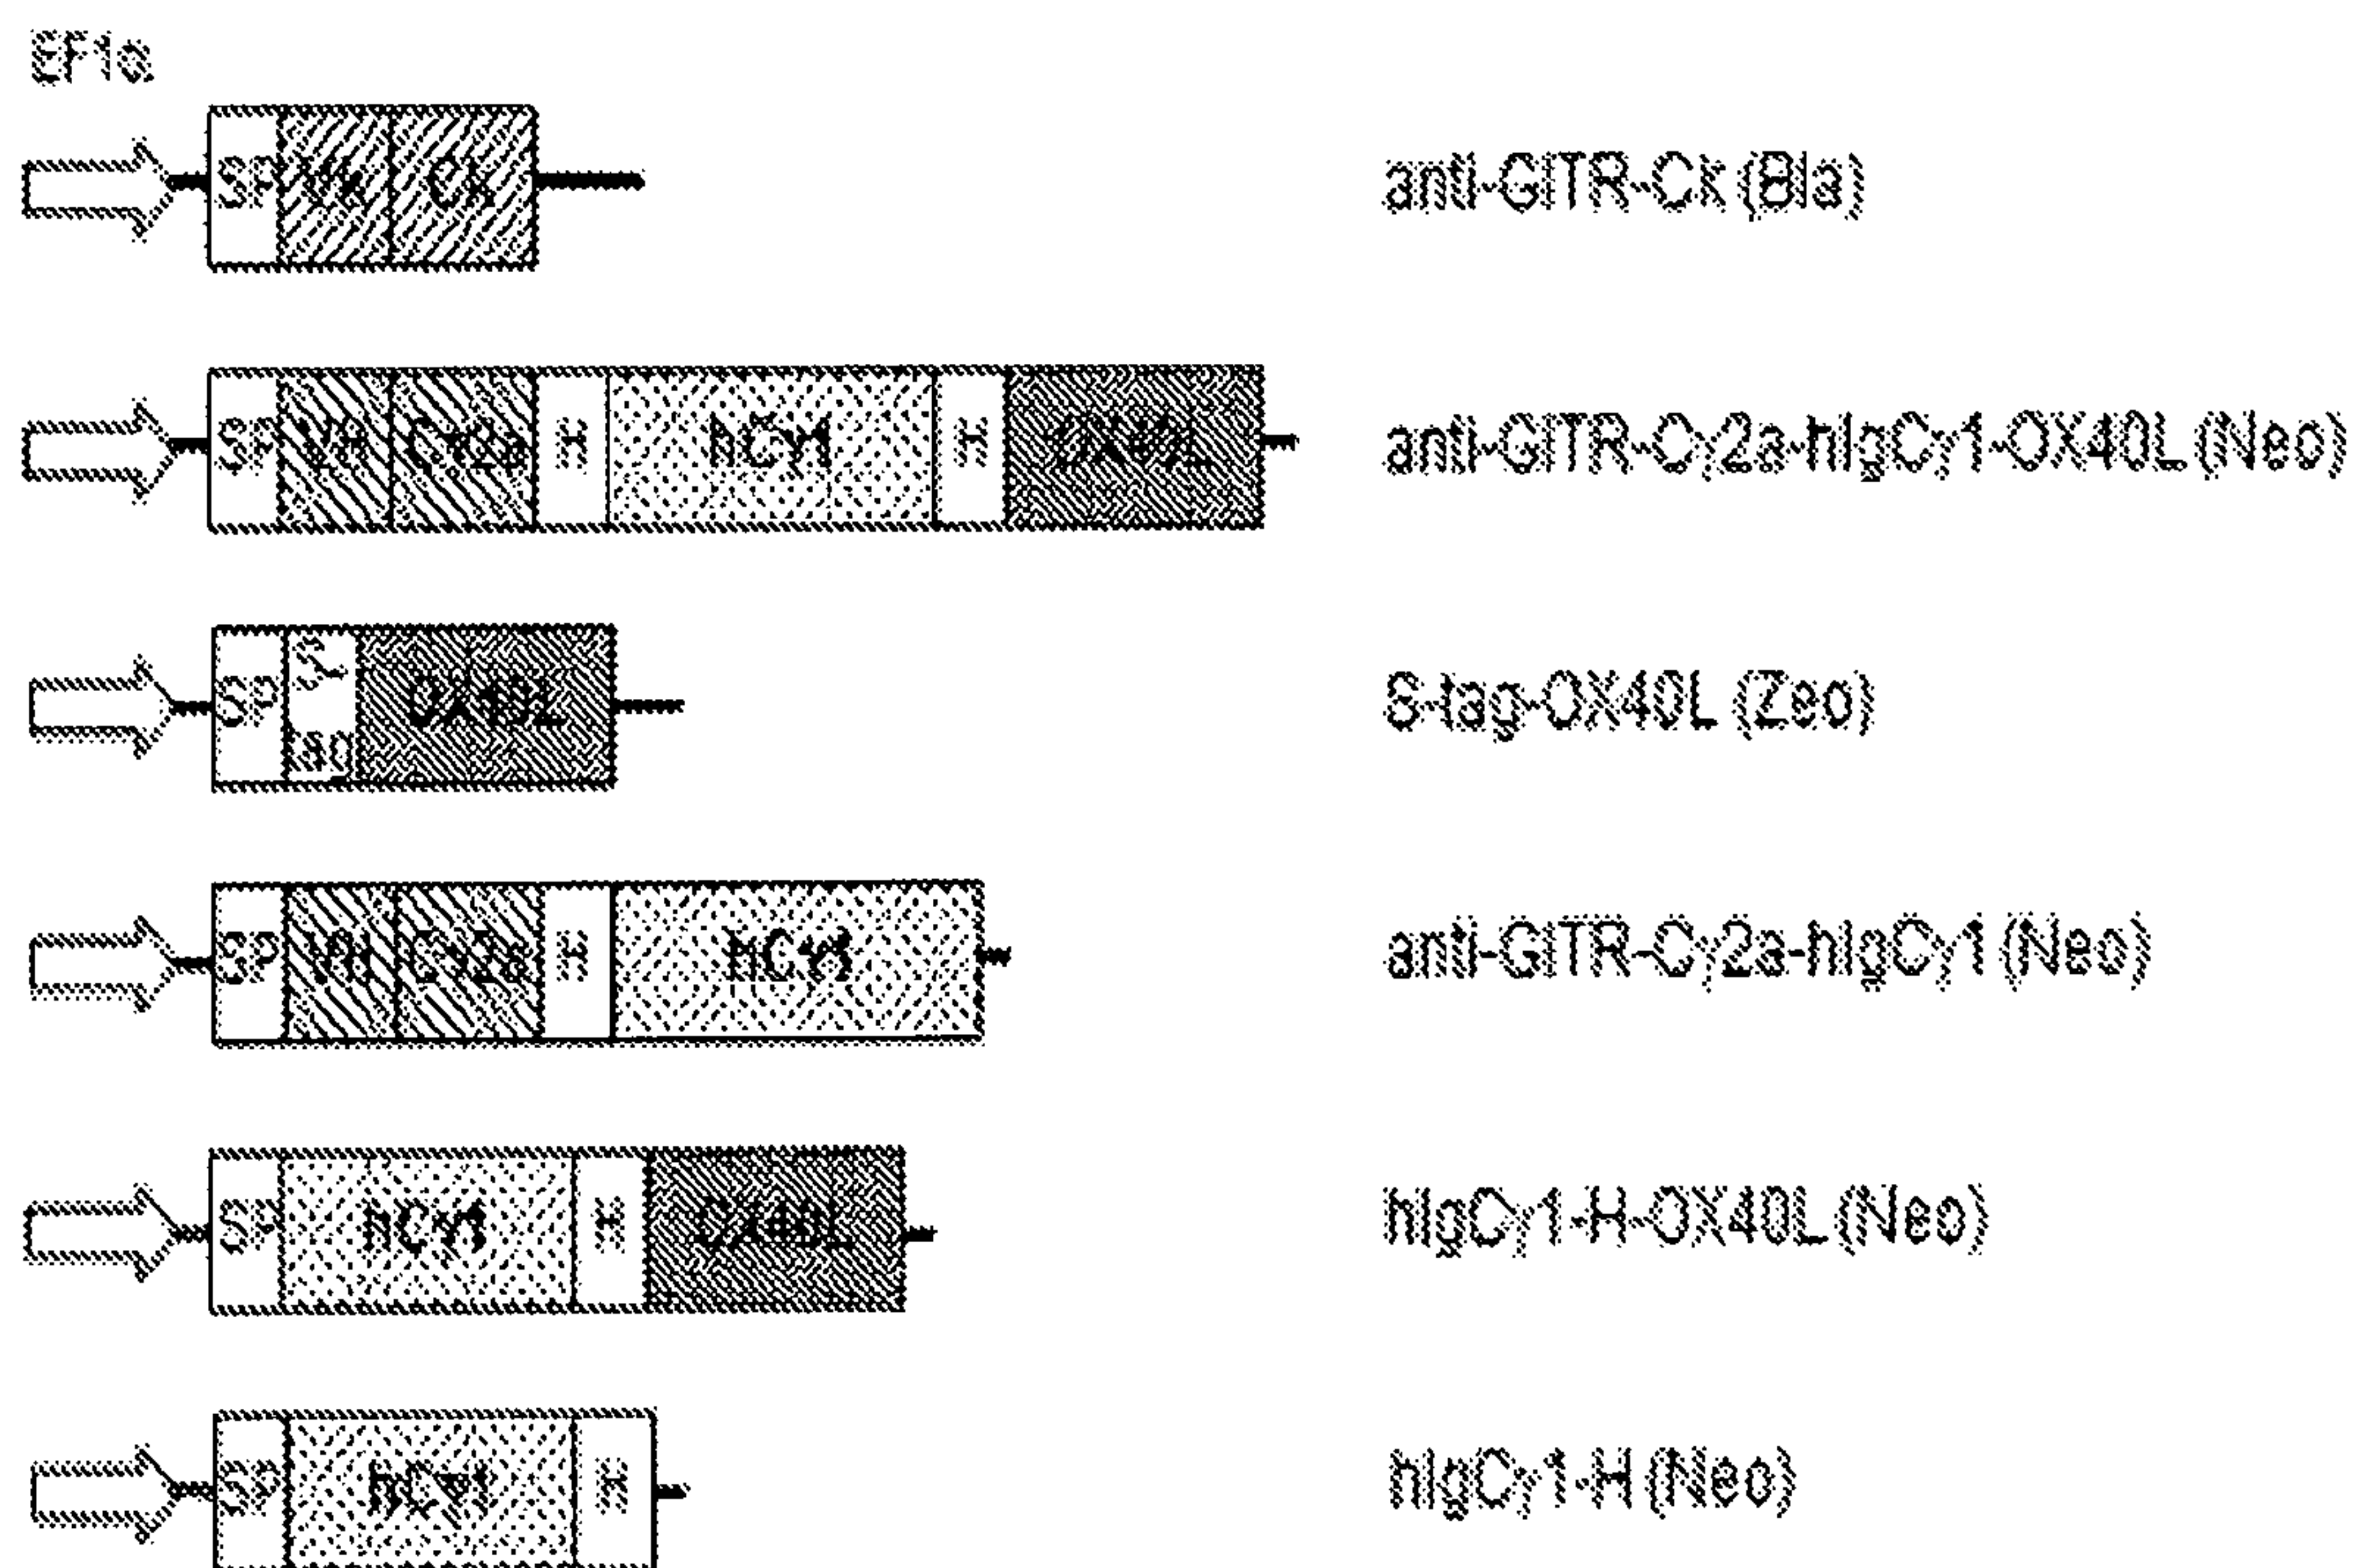 EF1α
SP Vk Ck anti-GITR-Ck (Bla)
SP VH Cγ2a H hCγ1 H OX40L anti-GITR-Cγ2a-hIgCγ1-OX40L (Neo)
SP S- tag OX40L S-tag-OX40L (Zeo)
SP VH Cγ2a H hCγ1 anti-GITR-Cγ2a-hIgCγ1 (Neo)
SP hCγ1 H OX40L hIgCγ1-H-OX40L (Neo)
SP hCγ1 H hIgCγ1-H (Neo)